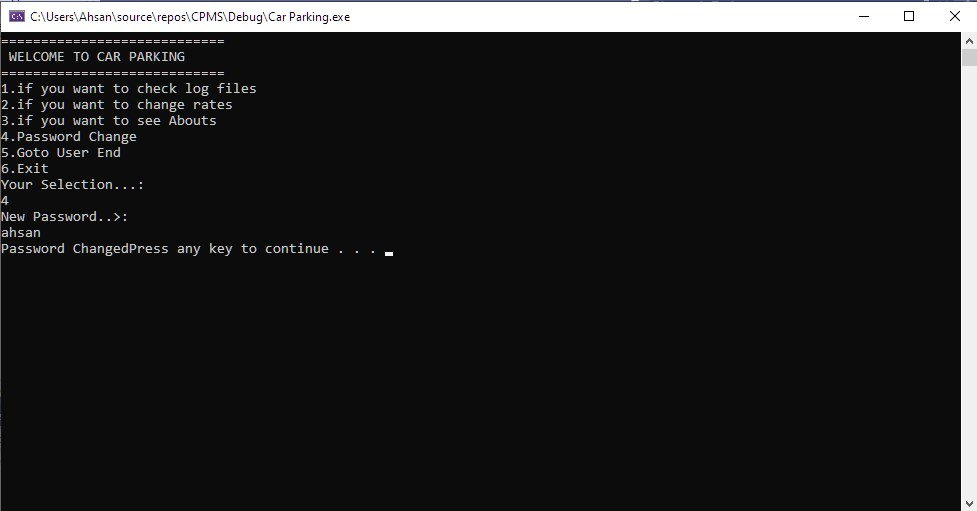 C:\Users\Ahsan\source\repos\CPMS\Debug\Car Parking.exe
============================
WELCOME TO CAR PARKING
============================
1.if you want to check log files
2.if you want to change rates
3.if you want to see Abouts
4.Password Change
5.Goto User End
6.Exit
Your Selection...:
4
New Password..>:
ahsan
Password ChangedPress any key to continue . . .